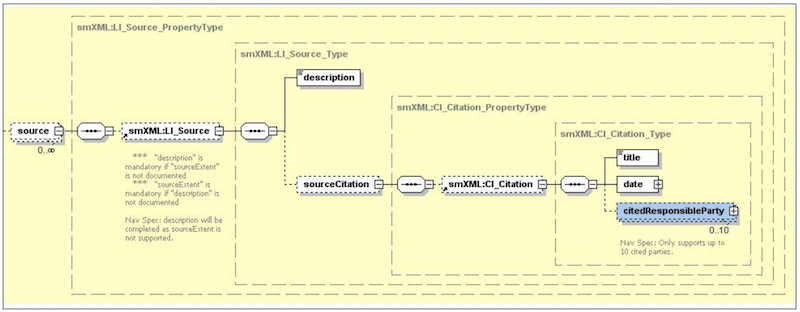 smXML:LI_Source_PropertyType
smXML:LI_Source_Type
description
smXML:CI_Citation_PropertyType
smXML:CI_Citation_Type
source
0..∞
smXML:LI_Source
*** "description" is
mandatory if "sourceExtent"
is not documented
*** "sourceExtent" is
mandatory if "description" is
not documented
Nav Spec: description will be
completed as sourceExtent is
not supported.
sourceCitation
smXML:CI_Citation
title
date
citedResponsibleParty
0..10
Nav Spec: Only supports up to
10 cited parties.